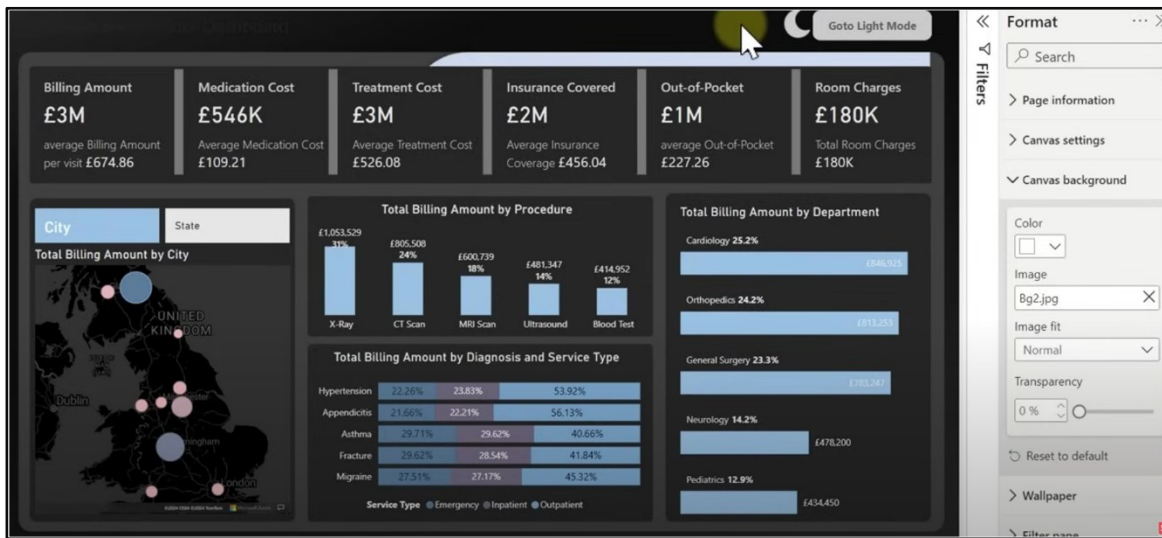 Dashboard
Goto Light Mode
Billing Amount
£3M
average Billing Amount
per visit £674.86
Medication Cost
£546K
Average Medication Cost
£109.21
Treatment Cost
£3M
Average Treatment Cost
£526.08
Insurance Covered
£2M
Average Insurance
Coverage £456.04
Out-of-Pocket
£1M
average Out-of-Pocket
£227.26
Room Charges
£180K
Total Room Charges
£180K
City
State
Total Billing Amount by City
UNITED
KINGDOM
Dublin
London
Total Billing Amount by Procedure
£1,053,529
31%
£805,508
24%
£600,739
18%
£481,347
14%
£414,952
12%
X-Ray
CT Scan
MRI Scan
Ultrasound
Blood Test
Total Billing Amount by Diagnosis and Service Type
Hypertension 22.26% 23.83% 53.92%
Appendicitis 21.66% 22.21% 56.13%
Asthma 29.71% 29.62% 40.66%
Fracture 29.62% 28.54% 41.84%
Migraine 27.51% 27.17% 45.32%
Service Type Emergency Inpatient Outpatient
Total Billing Amount by Department
Cardiology 25.2%
£846,925
Orthopedics 24.2%
£813,253
General Surgery 23.3%
£783,247
Neurology 14.2%
£478,200
Pediatrics 12.9%
£434,450
Filters
Format
Search
Page information
Canvas settings
Canvas background
Color
Image
Bg2.jpg
Image fit
Normal
Transparency
0 %
Reset to default
Wallpaper
Filter pane